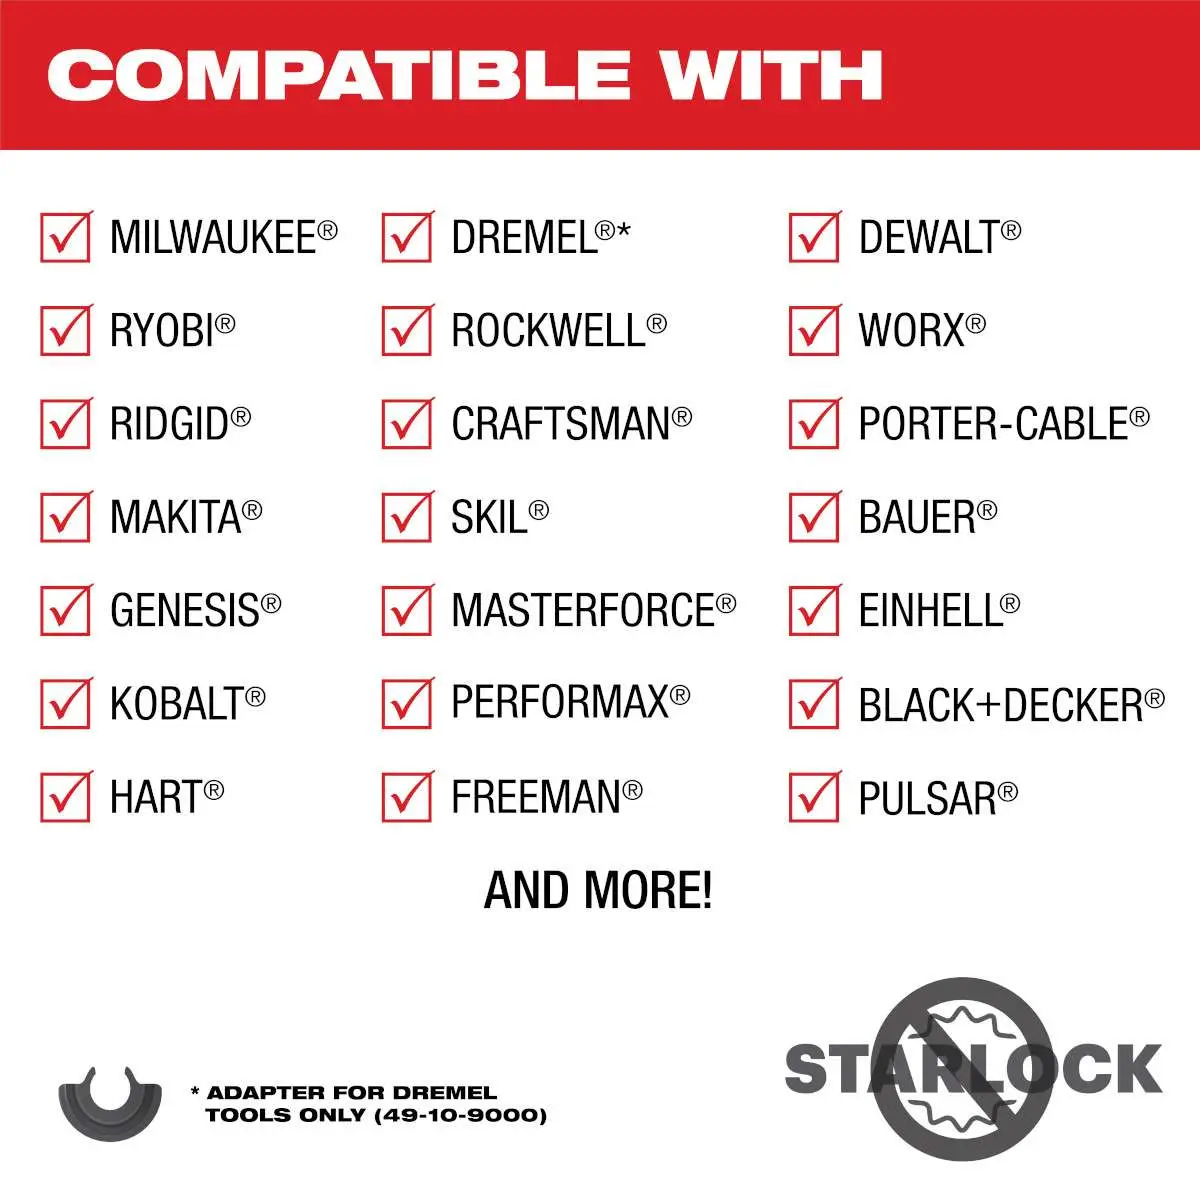 COMPATIBLE WITH
MILWAUKEE® DREMEL®* DEWALT®
RYOBI® ROCKWELL® WORX®
RIDGID® CRAFTSMAN® PORTER-CABLE®
MAKITA® SKIL® BAUER®
GENESIS® MASTERFORCE® EINHELL®
KOBALT® PERFORMAX® BLACK+DECKER®
HART® FREEMAN® PULSAR®
AND MORE!
STARLOCK
* ADAPTER FOR DREMEL
TOOLS ONLY (49-10-9000)